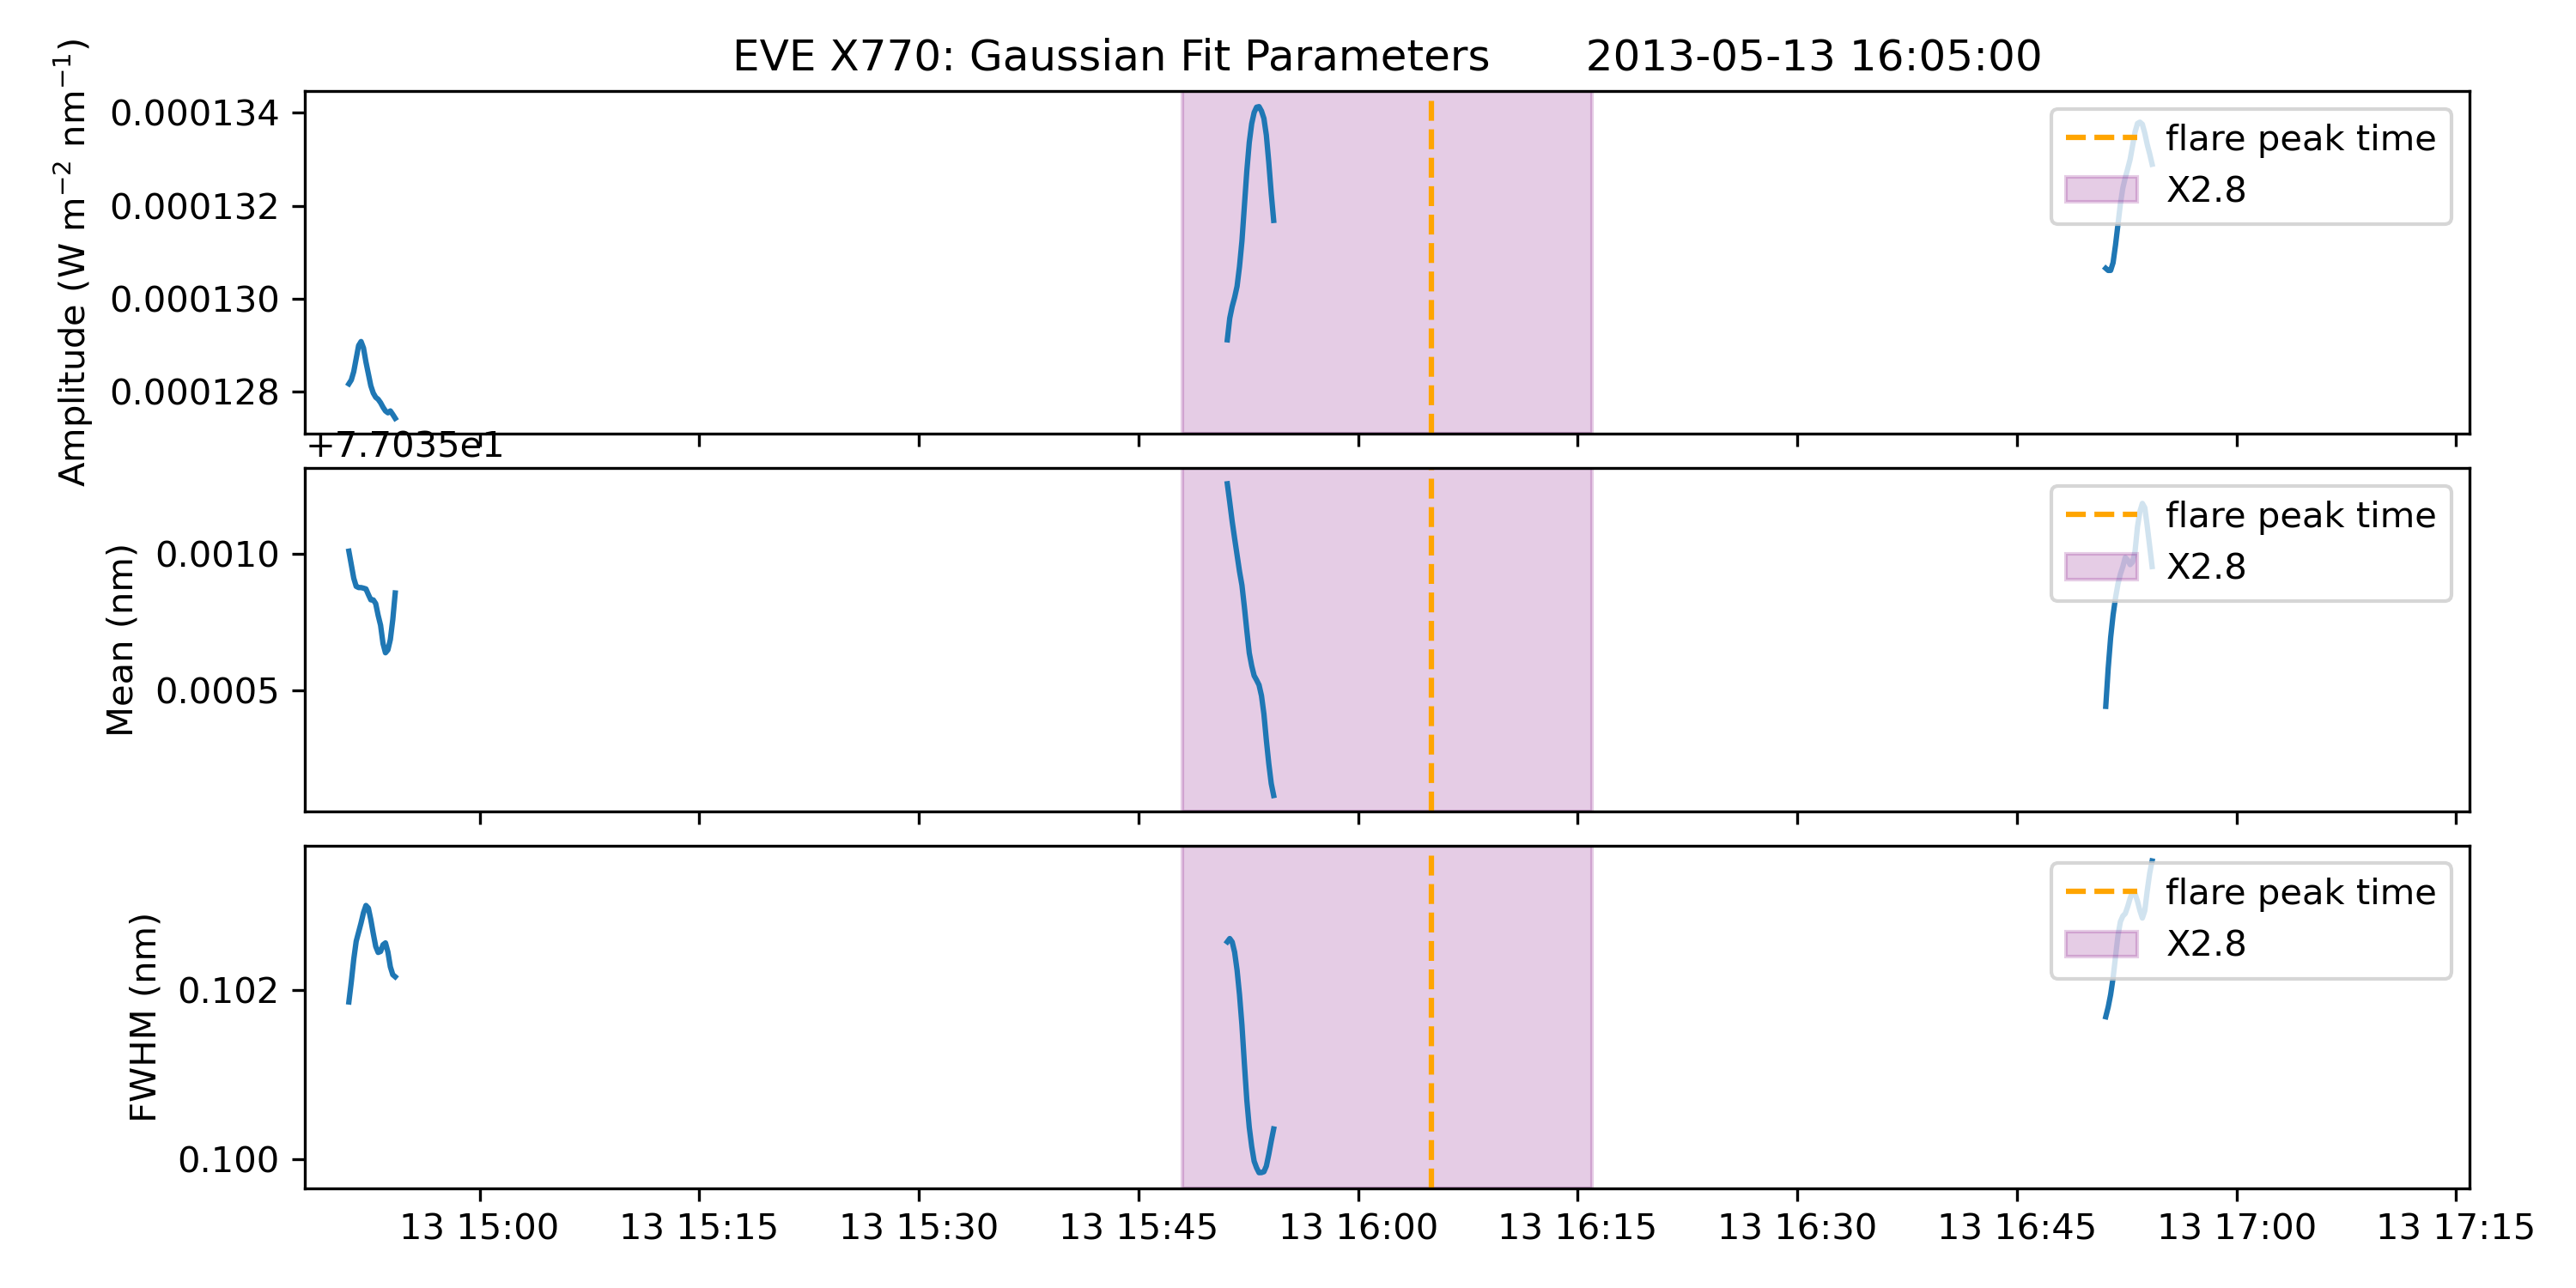 EVE X770: Gaussian Fit Parameters 2013-05-13 16:05:00
Amplitude (W m⁻² nm⁻¹)
0.000134
0.000132
0.000130
0.000128
flare peak time
X2.8
+7.7035e1
Mean (nm)
0.0010
0.0005
flare peak time
X2.8
FWHM (nm)
0.102
0.100
flare peak time
X2.8
13 15:00 13 15:15 13 15:30 13 15:45 13 16:00 13 16:15 13 16:30 13 16:45 13 17:00 13 17:15